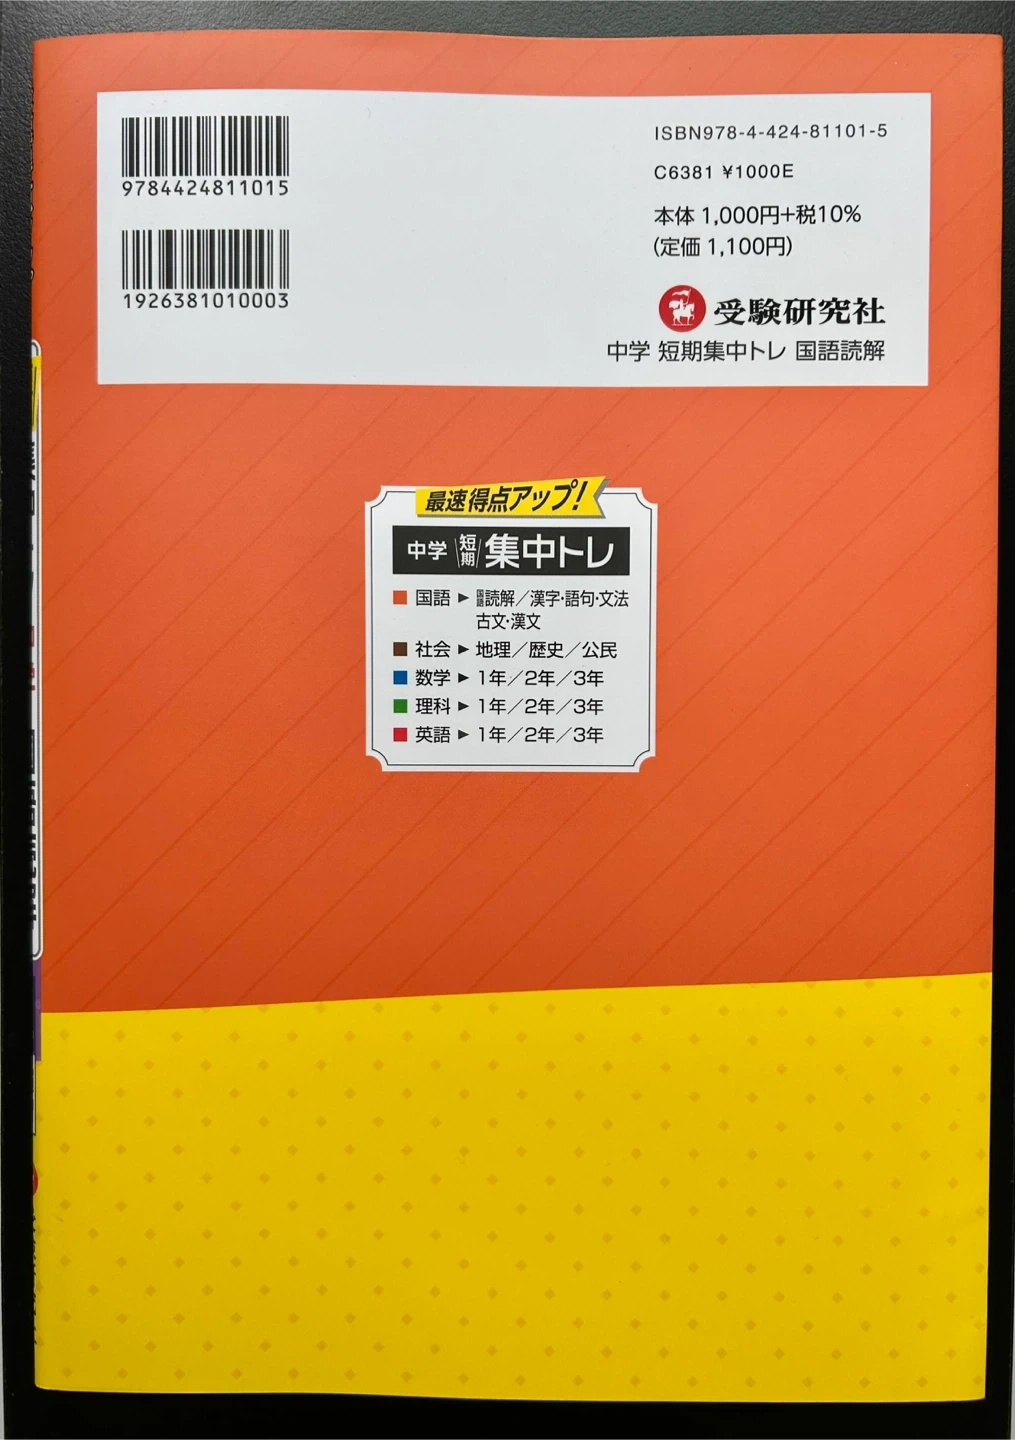 9784424811015
1926381010003
ISBN978-4-424-81101-5
C6381 ¥1000E
本体 1,000円+税10%
(定価 1,100円)
受験研究社
中学 短期集中トレ 国語読解
最速得点アップ!
中学 短期 集中トレ
国語 ▶ 国語読解/漢字・語句・文法
古文・漢文
社会 ▶ 地理/歴史/公民
数学 ▶ 1年/2年/3年
理科 ▶ 1年/2年/3年
英語 ▶ 1年/2年/3年